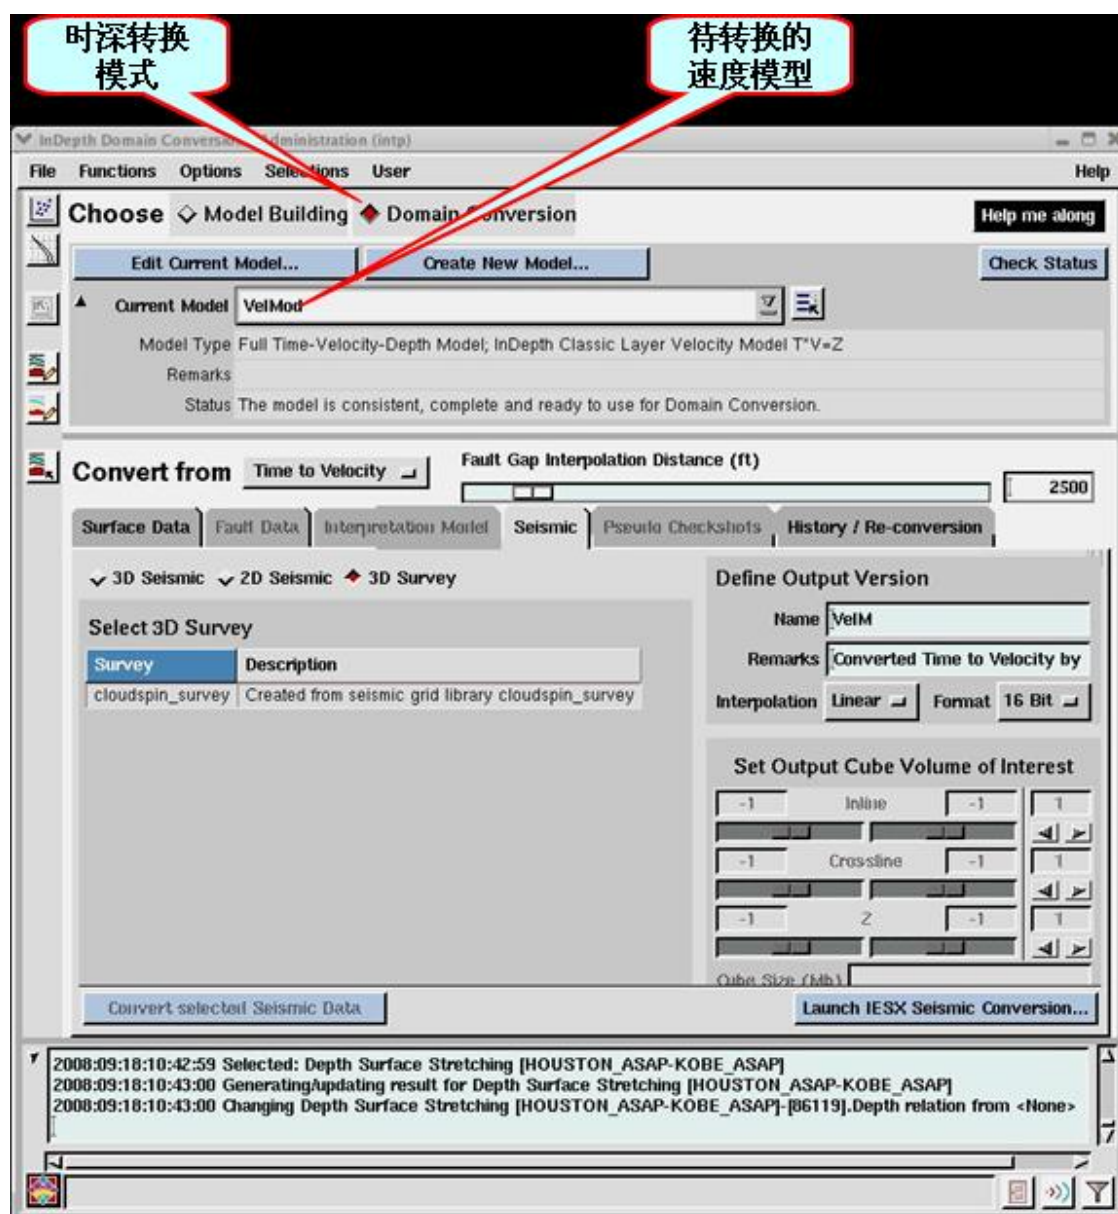 时深转换
模式
待转换的
速度模型
InDepth Domain Conversion Administration (intp)
File Functions Options Selections User Help
Choose Model Building Domain Conversion Help me along
Edit Current Model... Create New Model... Check Status
Current Model VelMod
Model Type Full Time-Velocity-Depth Model; InDepth Classic Layer Velocity Model T*V=Z
Remarks
Status The model is consistent, complete and ready to use for Domain Conversion.
Convert from Time to Velocity Fault Gap Interpolation Distance (ft) 2500
Surface Data Fault Data Interpretation Model Seismic Pseudo Checkshots History / Re-conversion
3D Seismic 2D Seismic 3D Survey
Select 3D Survey
Survey Description
cloudspin_survey Created from seismic grid library cloudspin_survey
Define Output Version
Name VelM
Remarks Converted Time to Velocity by
Interpolation Linear Format 16 Bit
Set Output Cube Volume of Interest
-1 Inline -1 1
-1 Crossline -1 1
-1 Z -1 1
Cube Size (Mb)
Convert selected Seismic Data Launch IESX Seismic Conversion...
2008:09:18:10:42:59 Selected: Depth Surface Stretching [HOUSTON_ASAP-KOBE_ASAP]
2008:09:18:10:43:00 Generating/updating result for Depth Surface Stretching [HOUSTON_ASAP-KOBE_ASAP]
2008:09:18:10:43:00 Changing Depth Surface Stretching [HOUSTON_ASAP-KOBE_ASAP]-[86119].Depth relation from <None>